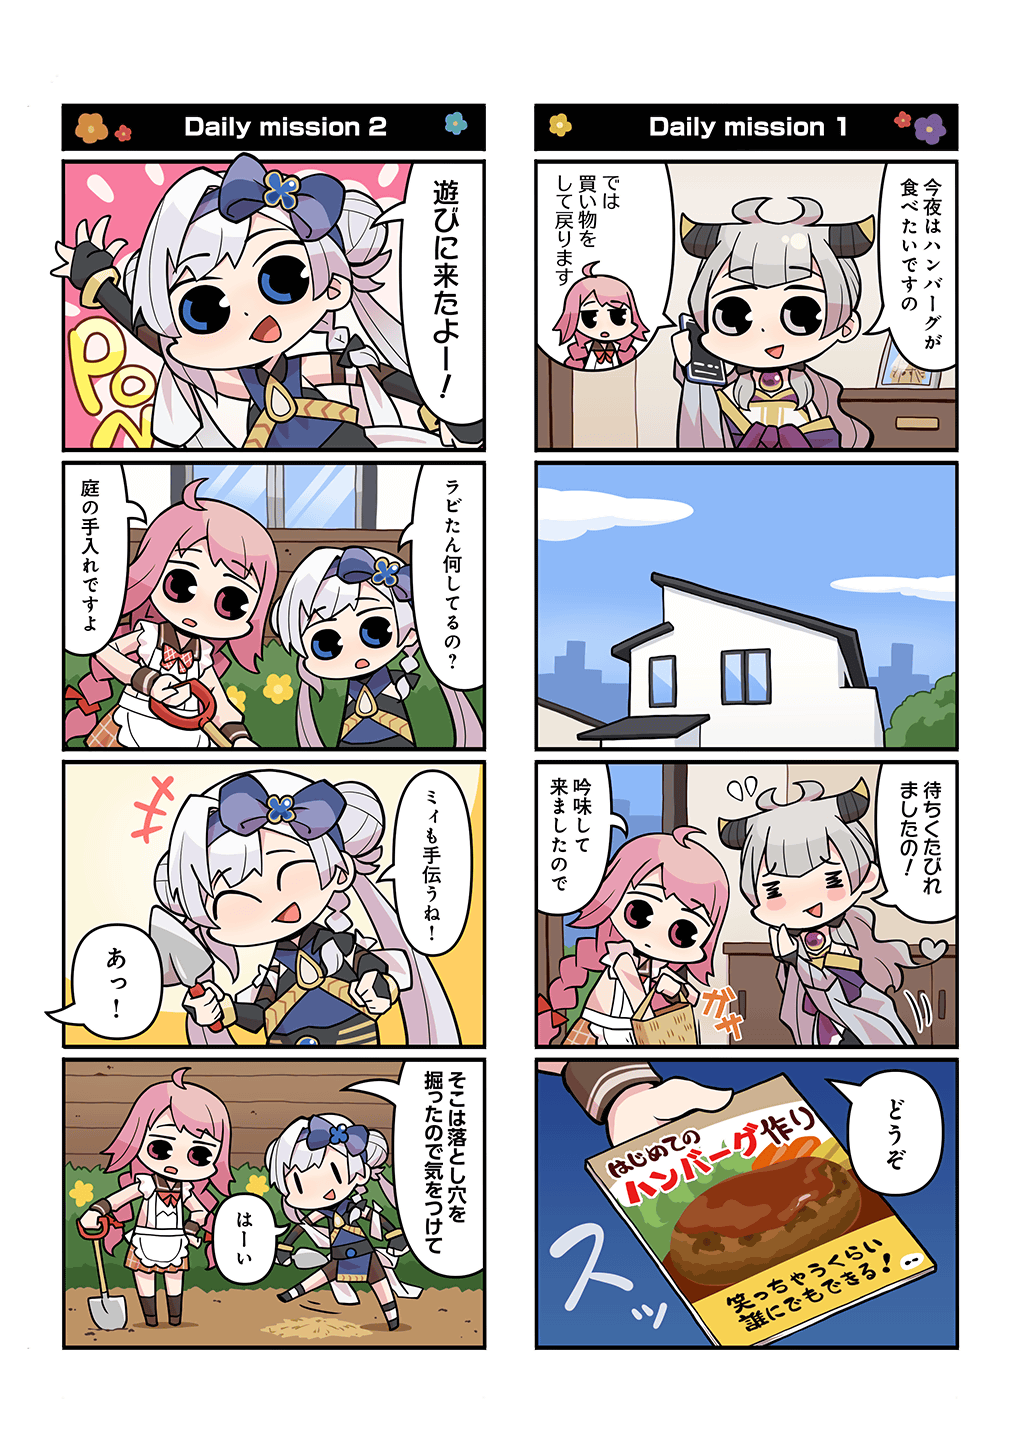 Daily mission 1
今夜はハンバーグが
食べたいですの
では
買い物を
して戻ります
待ちくたびれ
ましたの！
吟味して
来ましたので
ガサ
どうぞ
はじめての
ハンバーグ作り
笑っちゃうくらい
誰にでもできる！
スッ
Daily mission 2
遊びに来たよー！
PON
ラビたん何してるの？
庭の手入れですよ
ミィも手伝うね！
あっ！
そこは落とし穴を
掘ったので気をつけて
はーい